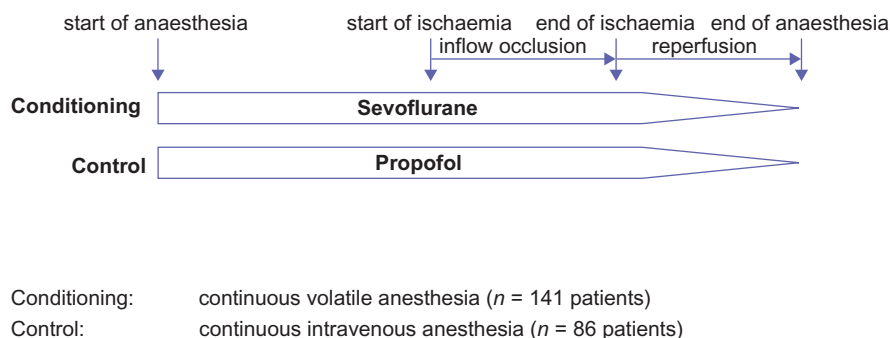 start of anaesthesia start of ischaemia end of ischaemia end of anaesthesia
inflow occlusion reperfusion
Conditioning Sevoflurane
Control Propofol
Conditioning: continuous volatile anesthesia (n = 141 patients)
Control: continuous intravenous anesthesia (n = 86 patients)